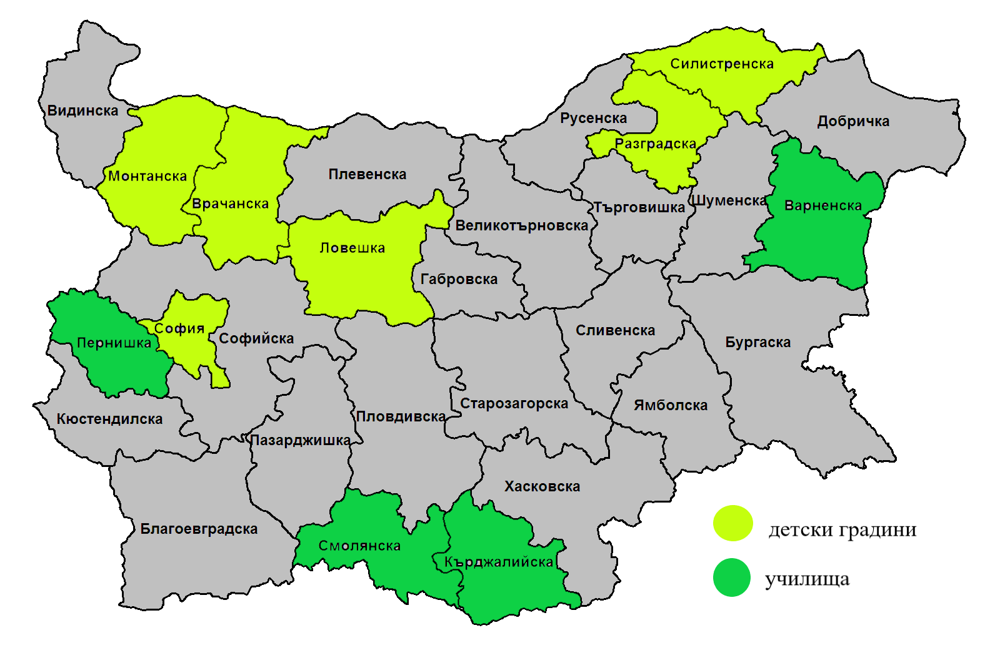 Силистренска
Видинска
Русенска
Добричка
Разградска
Монтанска
Плевенска
Врачанска
Търговишка
Шуменска
Варненска
Великотърновска
Ловешка
Габровска
София
Сливенска
Пернишка
Софийска
Бургаска
Старозагорска
Ямболска
Кюстендилска
Пловдивска
Пазарджишка
Хасковска
Благоевградска
детски градини
Смолянска
Кърджалийска
училища